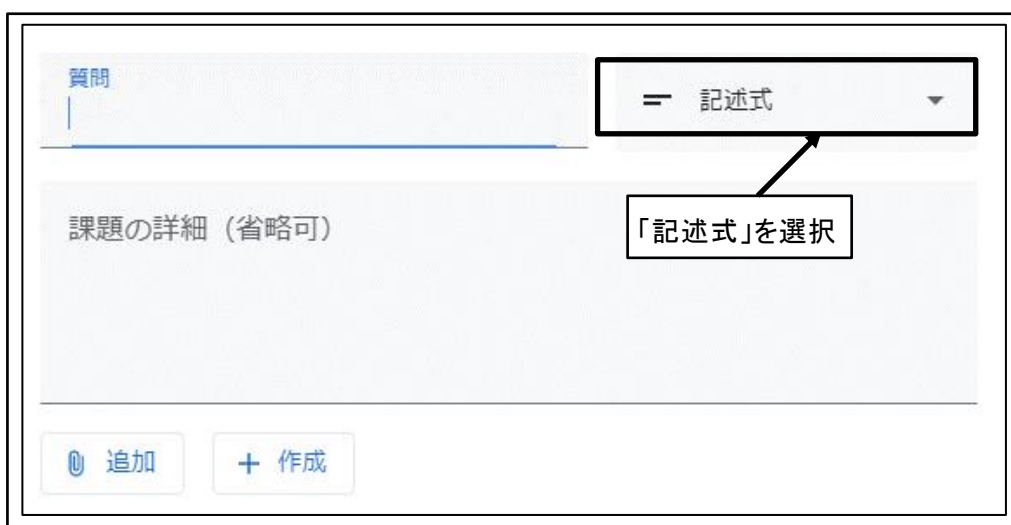 質問
記述式
課題の詳細（省略可）
「記述式」を選択
追加
作成